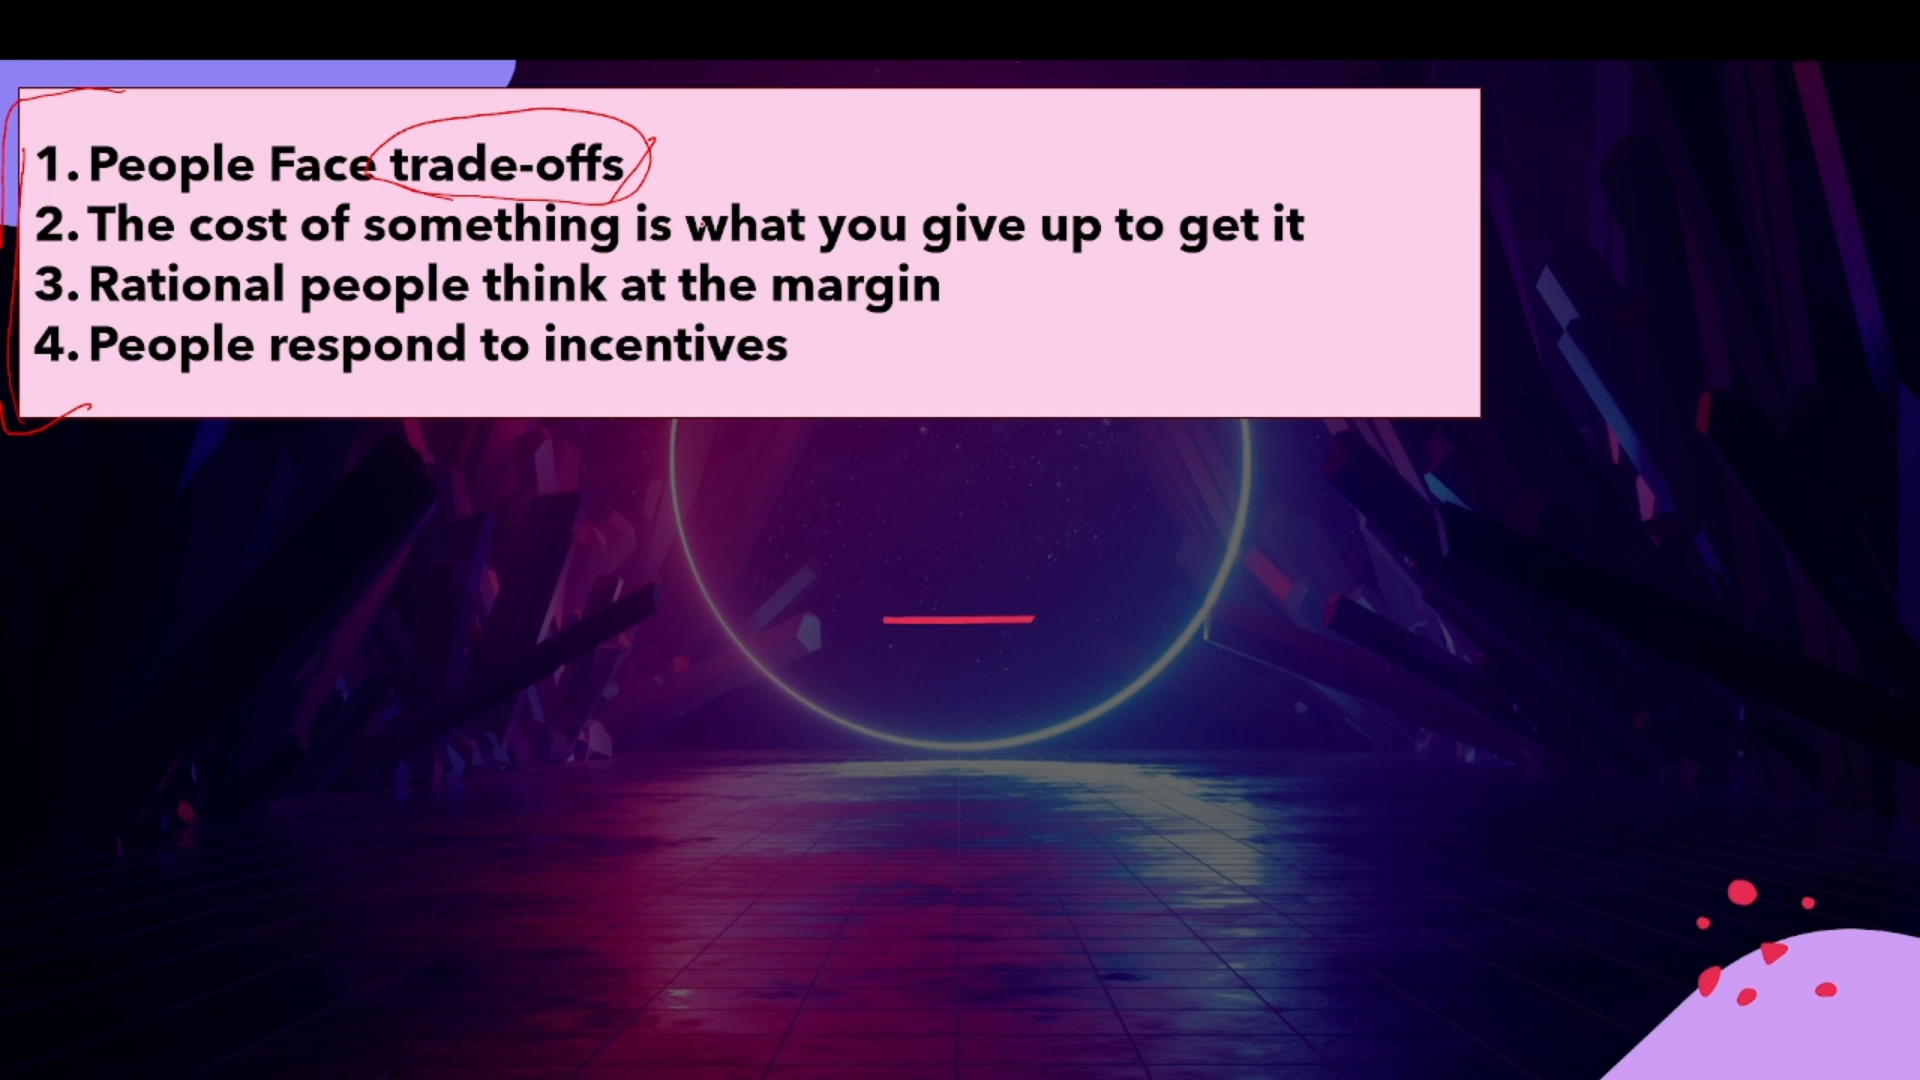 1. People Face trade-offs
2. The cost of something is what you give up to get it
3. Rational people think at the margin
4. People respond to incentives